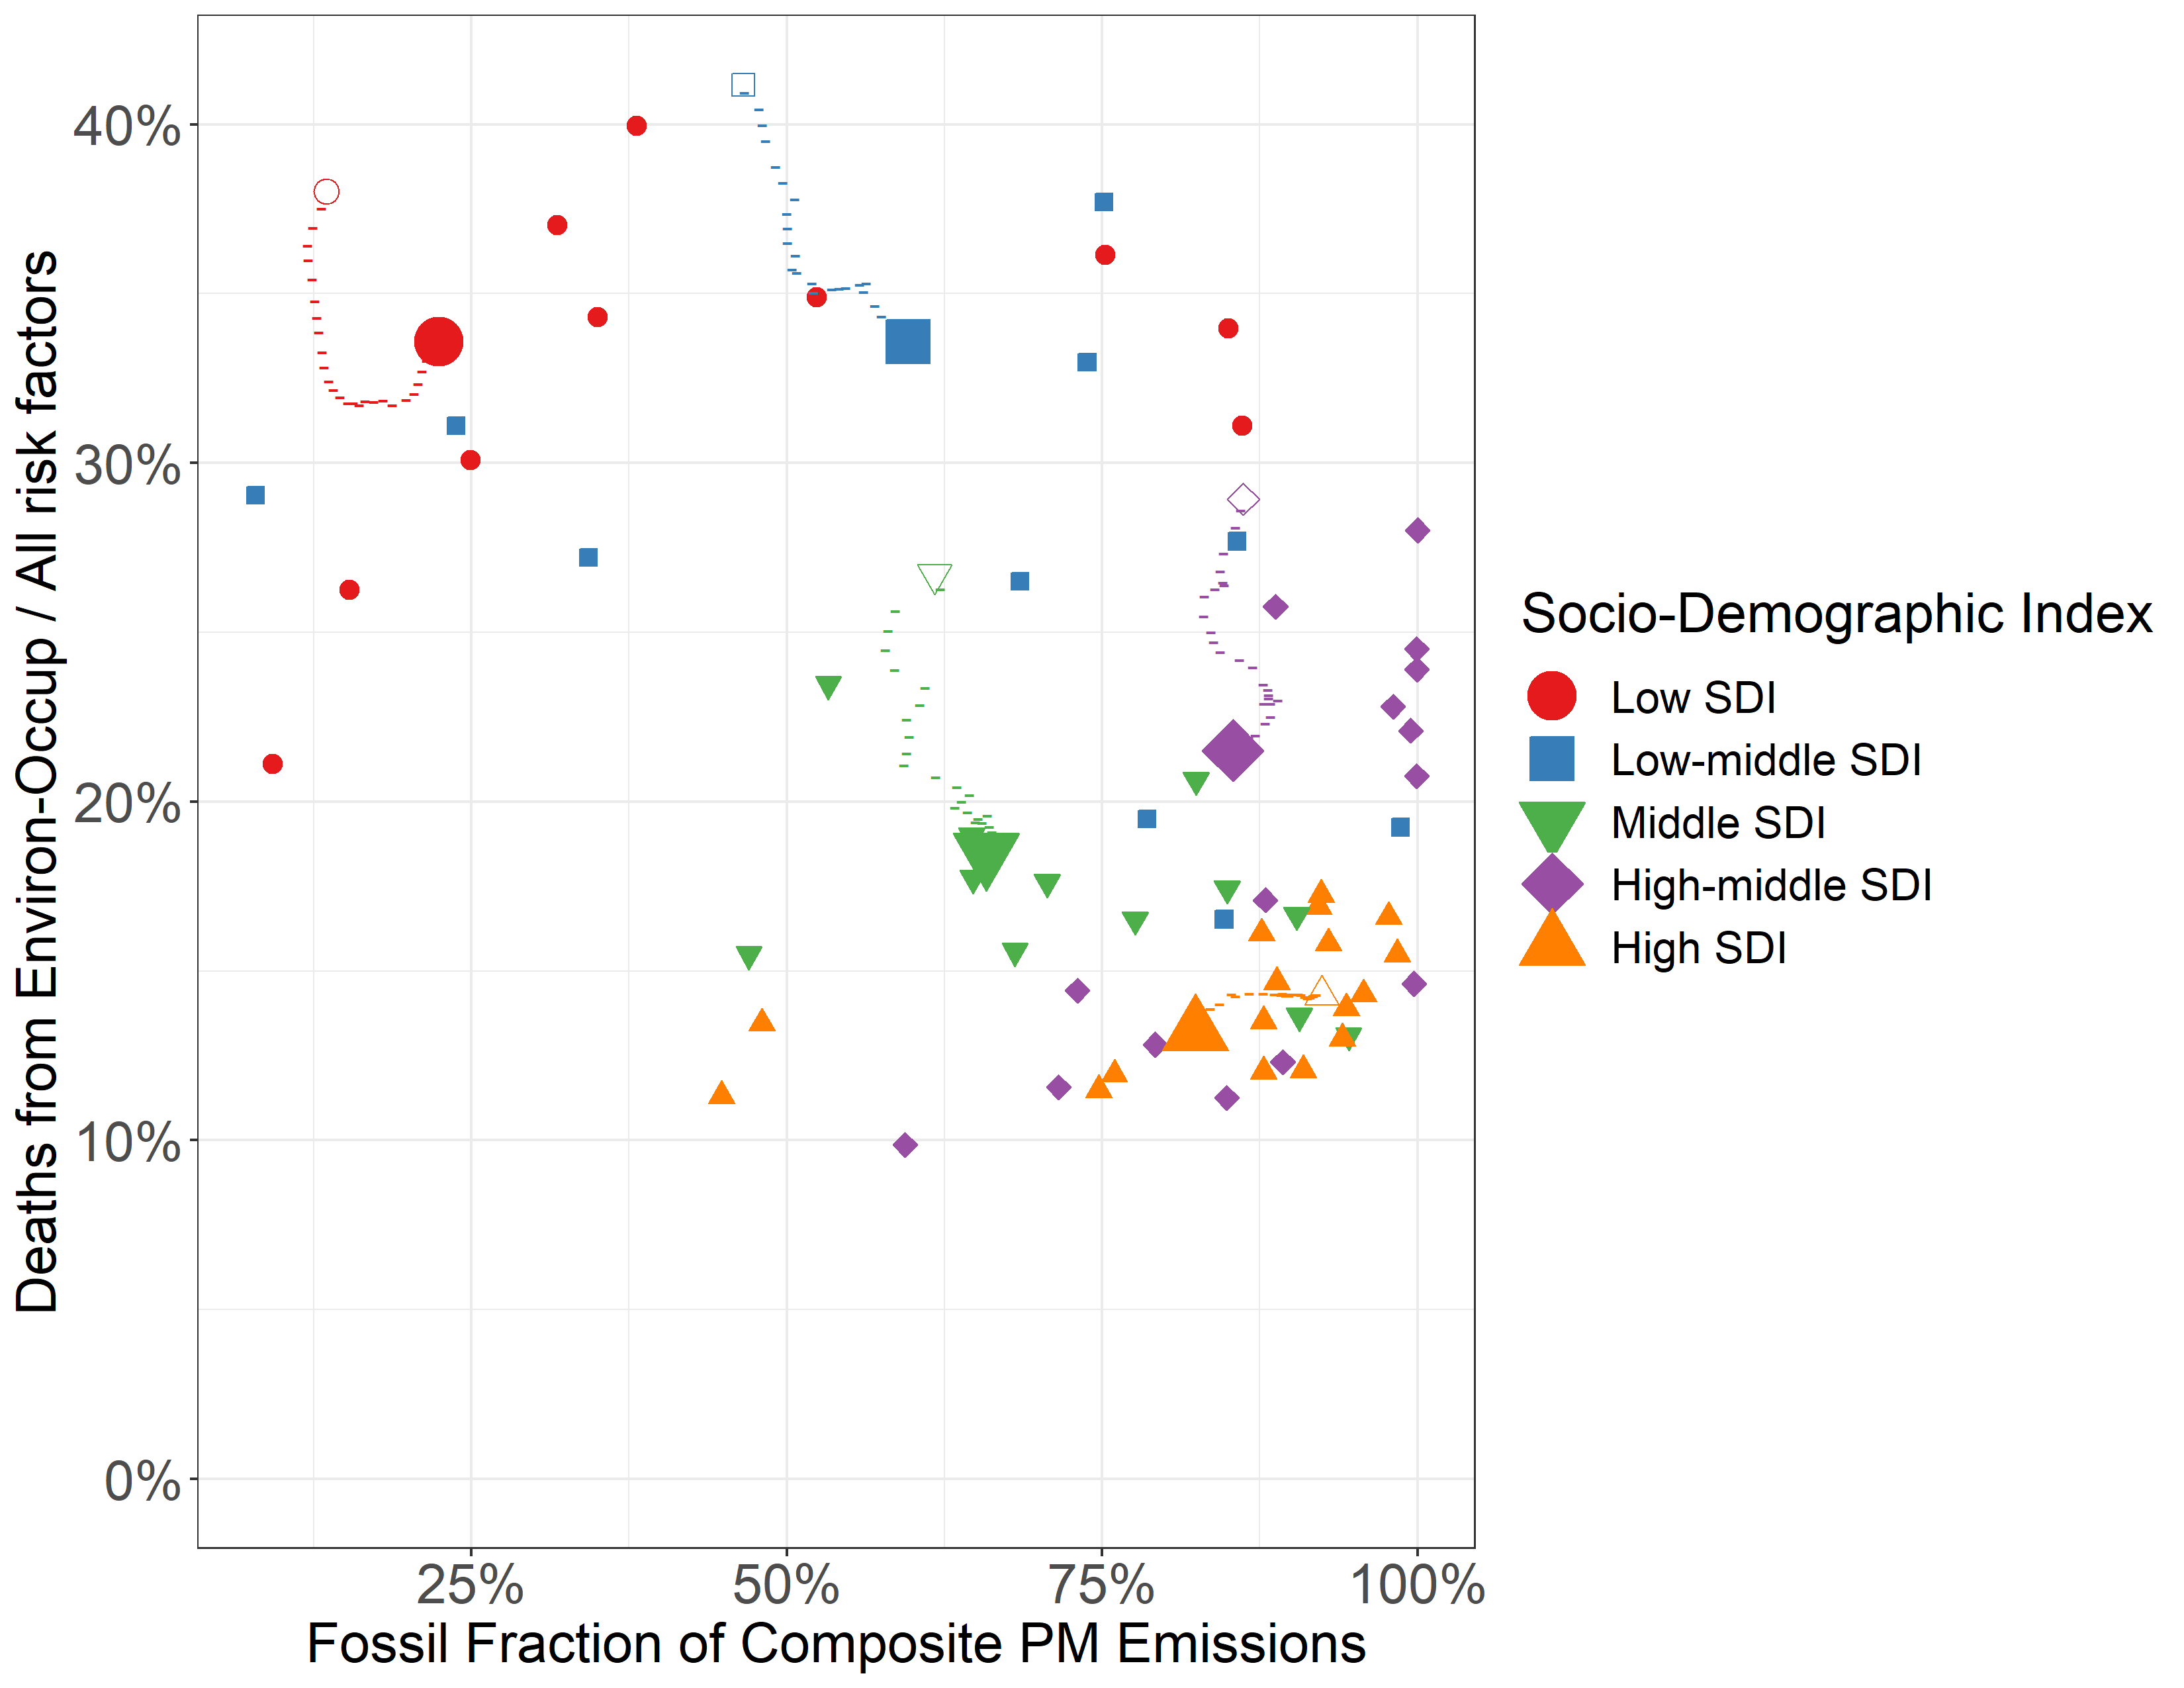 Deaths from Environ-Occup / All risk factors
40%
30%
20%
10%
0%
25% 50% 75% 100%
Fossil Fraction of Composite PM Emissions
Socio-Demographic Index
Low SDI
Low-middle SDI
Middle SDI
High-middle SDI
High SDI